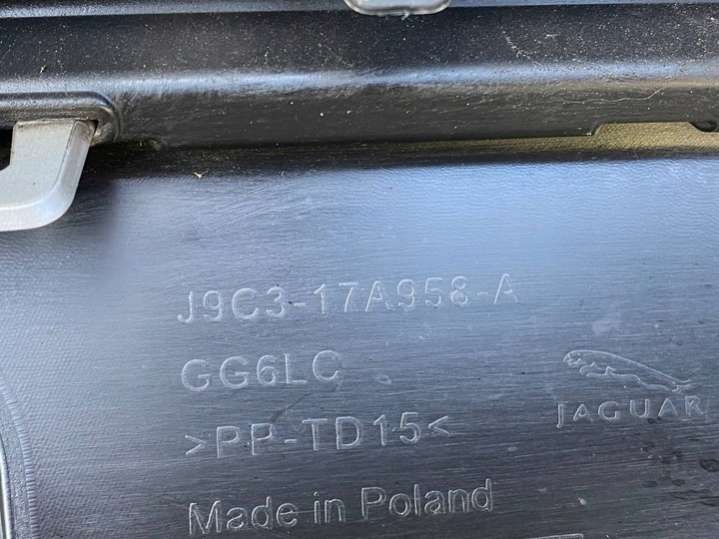 J9C3-17A958-A
GG6LC
JAGUAR
>PP-TD15<
Made in Poland